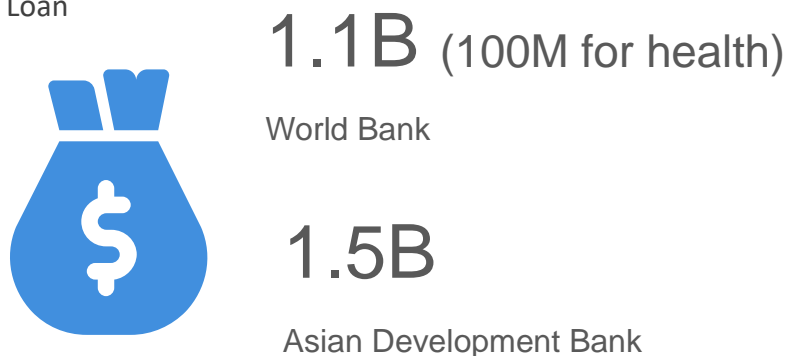 Loan
1.1B (100M for health)
World Bank
$
1.5B
Asian Development Bank